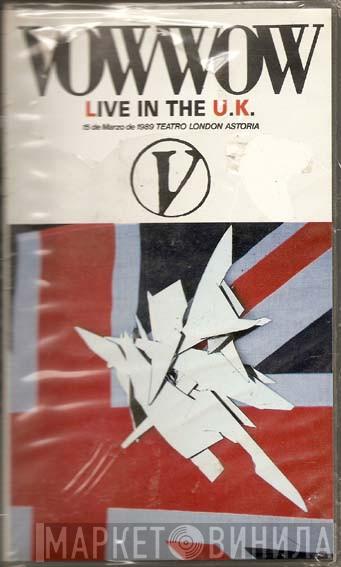 VOWWOW
LIVE IN THE U.K.
15 de Marzo de 1989 TEATRO LONDON ASTORIA
V
МАРКЕТ ВИНИЛА